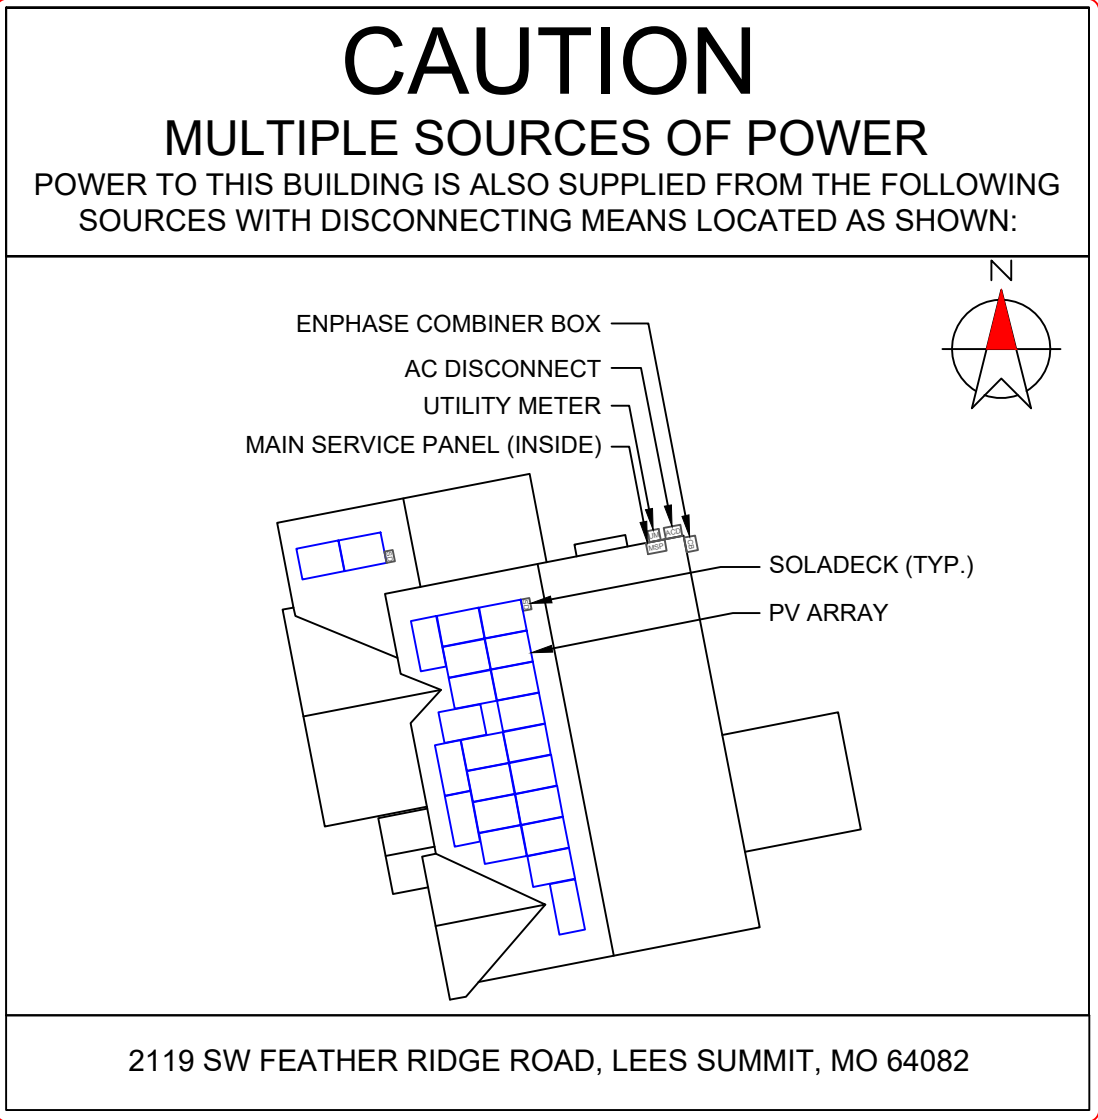 CAUTION
MULTIPLE SOURCES OF POWER
POWER TO THIS BUILDING IS ALSO SUPPLIED FROM THE FOLLOWING
SOURCES WITH DISCONNECTING MEANS LOCATED AS SHOWN:
N
ENPHASE COMBINER BOX
AC DISCONNECT
UTILITY METER
MAIN SERVICE PANEL (INSIDE)
UM
ACD
MSP
CB
SOLADECK (TYP.)
PV ARRAY
2119 SW FEATHER RIDGE ROAD, LEES SUMMIT, MO 64082